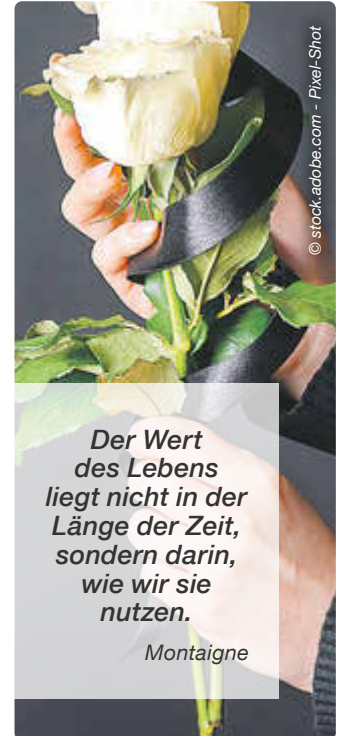 © stock.adobe.com - Pixel-Shot
Der Wert
des Lebens
liegt nicht in der
Länge der Zeit,
sondern darin,
wie wir sie
nutzen.
Montaigne